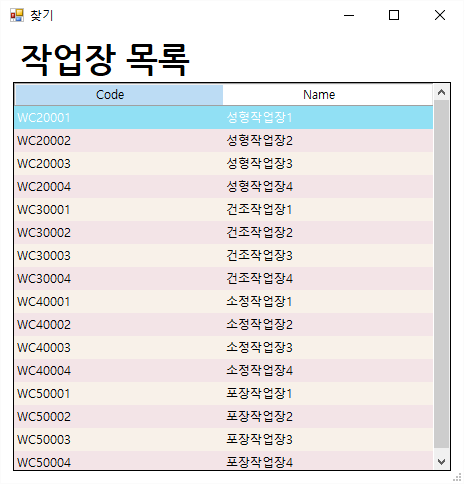 찾기
작업장 목록
Code Name
WC20001 성형작업장1
WC20002 성형작업장2
WC20003 성형작업장3
WC20004 성형작업장4
WC30001 건조작업장1
WC30002 건조작업장2
WC30003 건조작업장3
WC30004 건조작업장4
WC40001 소정작업장1
WC40002 소정작업장2
WC40003 소정작업장3
WC40004 소정작업장4
WC50001 포장작업장1
WC50002 포장작업장2
WC50003 포장작업장3
WC50004 포장작업장4